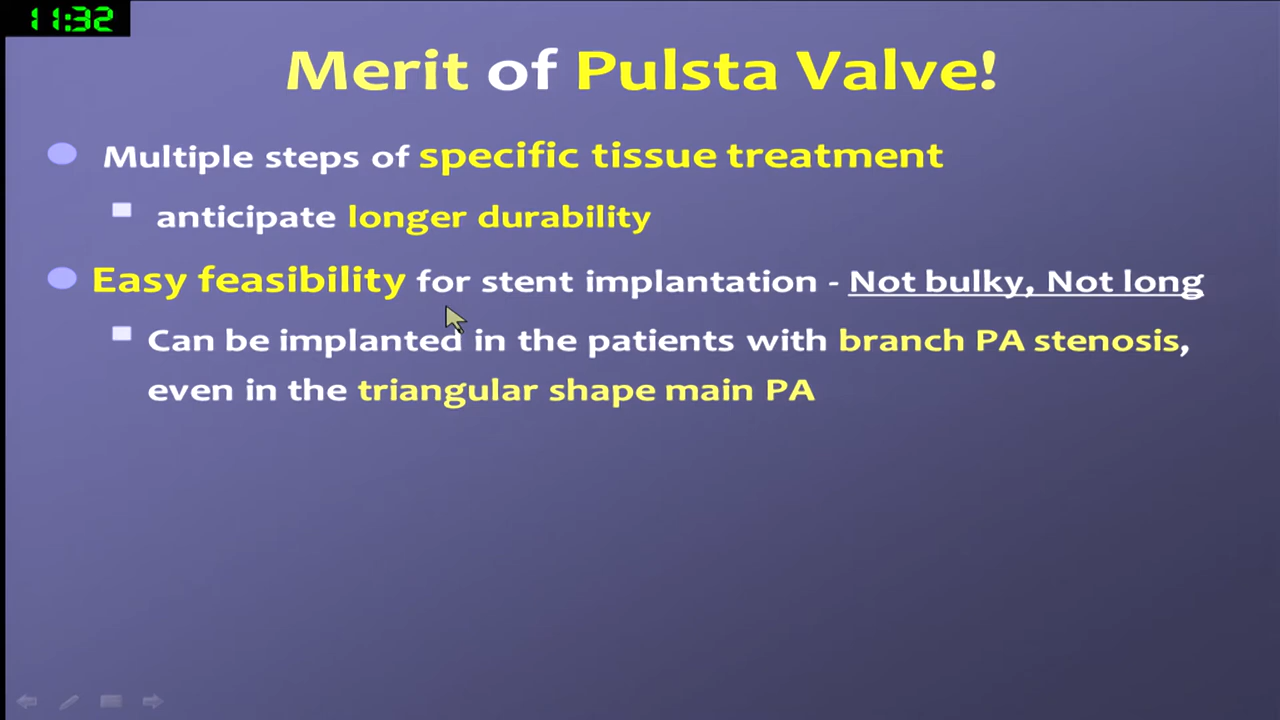 11:32
Merit of Pulsta Valve!
Multiple steps of specific tissue treatment
anticipate longer durability
Easy feasibility for stent implantation - Not bulky, Not long
Can be implanted in the patients with branch PA stenosis,
even in the triangular shape main PA